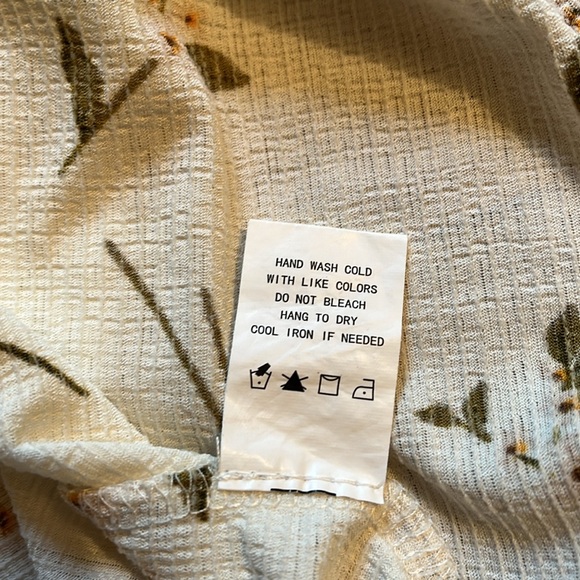 HAND WASH COLD
WITH LIKE COLORS
DO NOT BLEACH
HANG TO DRY
COOL IRON IF NEEDED